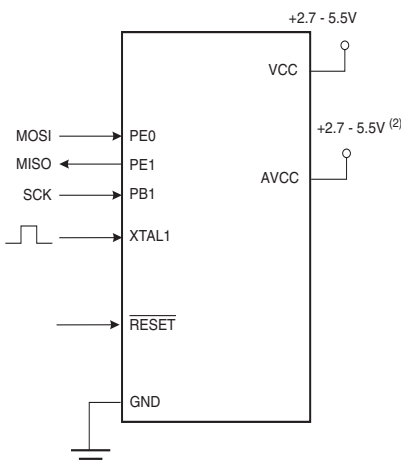 +2.7 - 5.5V
VCC
+2.7 - 5.5V (2)
MOSI PE0
MISO PE1
AVCC
SCK PB1
XTAL1
RESET
GND